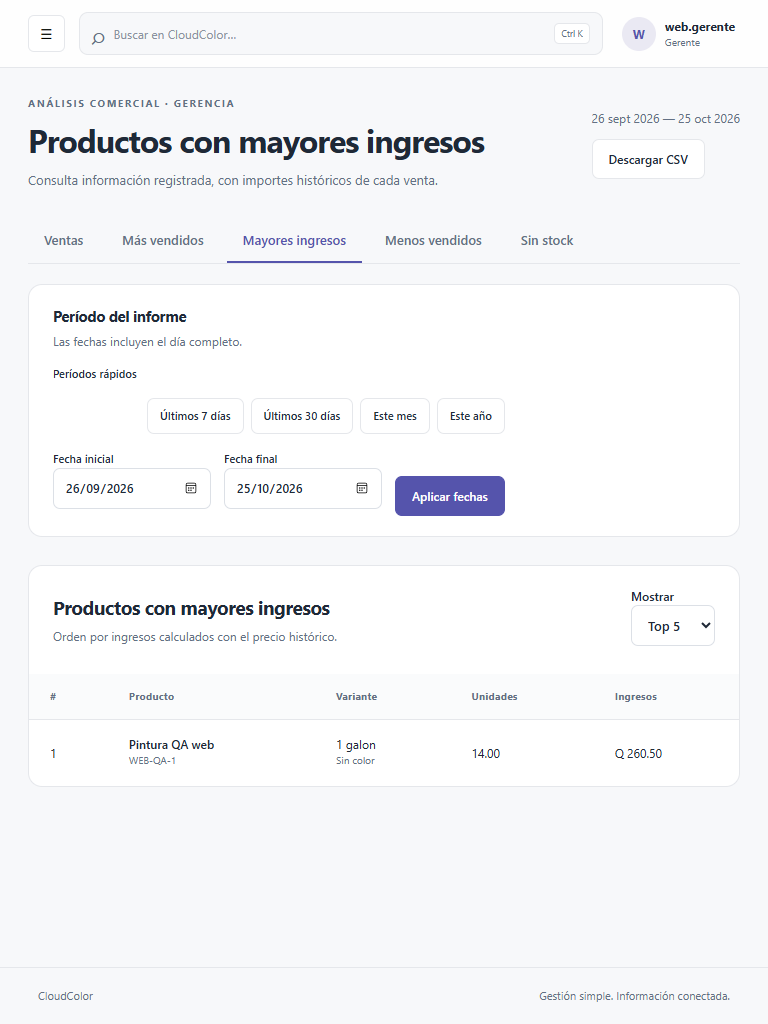 ☰
Buscar en CloudColor...
Ctrl K
W
web.gerente
Gerente
ANÁLISIS COMERCIAL · GERENCIA
Productos con mayores ingresos
Consulta información registrada, con importes históricos de cada venta.
26 sept 2026 — 25 oct 2026
Descargar CSV
Ventas Más vendidos Mayores ingresos Menos vendidos Sin stock
Período del informe
Las fechas incluyen el día completo.
Períodos rápidos
Últimos 7 días Últimos 30 días Este mes Este año
Fecha inicial Fecha final
26/09/2026 25/10/2026 Aplicar fechas
Productos con mayores ingresos
Orden por ingresos calculados con el precio histórico.
Mostrar
Top 5
# Producto Variante Unidades Ingresos
1 Pintura QA web 1 galon 14.00 Q 260.50
WEB-QA-1 Sin color
CloudColor Gestión simple. Información conectada.